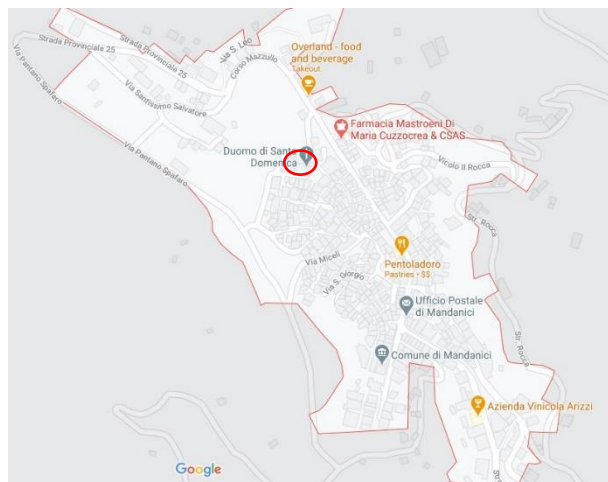 Strada Provinciale 25
Strada Provinciale 25
Via S. Leo
Corso Mazzullo
Via Pantano Spafaro
Via Santissimo Salvatore
Via Pantano Spafaro
Overland - food
and beverage
Takeout
Farmacia Mastroeni Di
Maria Cuzzocrea & CSAS
Duomo di Santa
Domenica
Vicolo II Rocca
Str. Rocca
Via Miceli
Via S. Giorgio
Pentoladoro
Pastries • $$
Ufficio Postale
di Mandanici
Str. Rocca
Comune di Mandanici
Azienda Vinicola Arizzi
Google